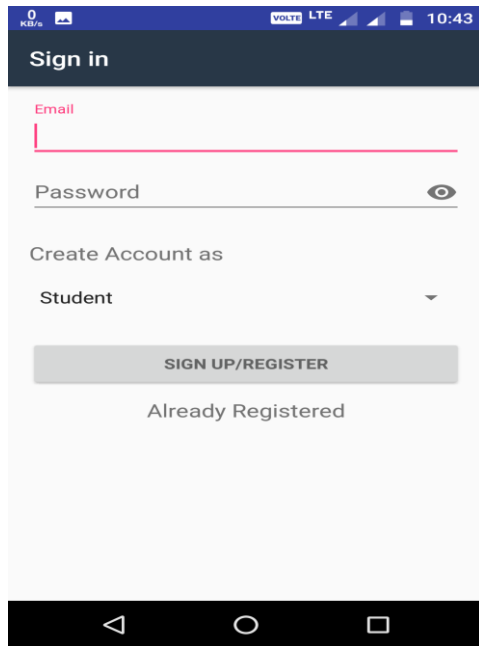 0
KB/s
VOLTE LTE 10:43
Sign in
Email
Password
Create Account as
Student
SIGN UP/REGISTER
Already Registered